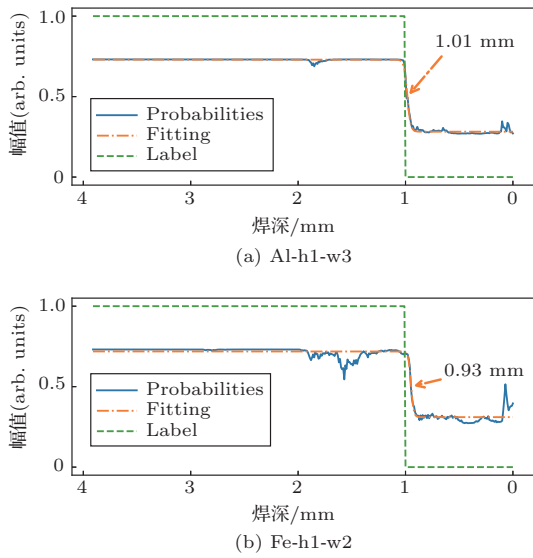 1.0
0.5
0
幅值(arb. units)
1.01 mm
Probabilities
Fitting
Label
4
3
2
1
0
焊深/mm
(a) Al-h1-w3
1.0
0.5
0
幅值(arb. units)
0.93 mm
Probabilities
Fitting
Label
4
3
2
1
0
焊深/mm
(b) Fe-h1-w2